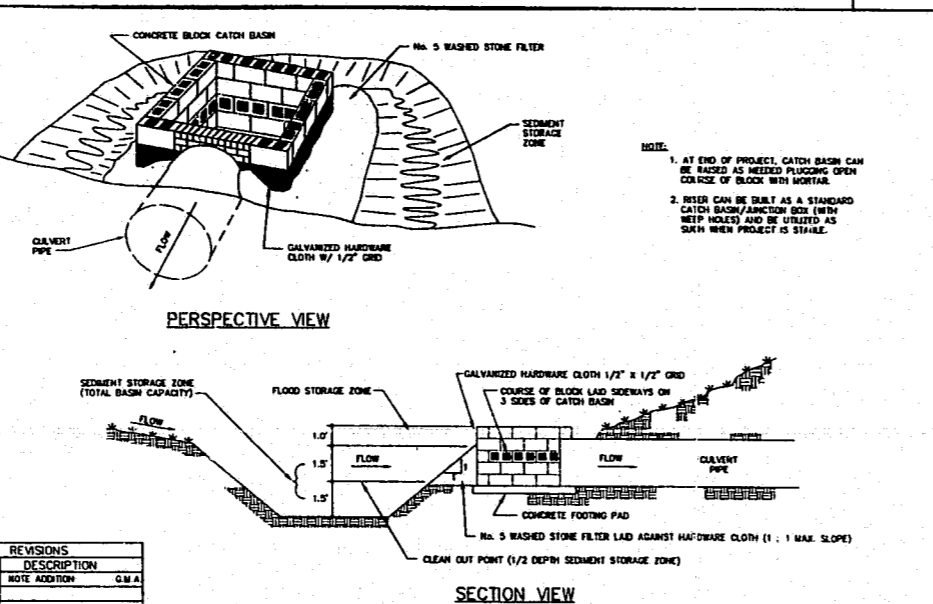 CONCRETE BLOCK CATCH BASIN
No. 5 WASHED STONE FILTER
SEDIMENT
STORAGE
ZONE
CULVERT
PIPE
FLOW
GALVANIZED HARDWARE
CLOTH W/ 1/2" GRID
NOTE:
1. AT END OF PROJECT, CATCH BASIN CAN
BE RAISED AS NEEDED PLUGGING OPEN
COURSE OF BLOCK WITH MORTAR.
2. RISER CAN BE BUILT AS A STANDARD
CATCH BASIN/JUNCTION BOX (WITH
WEEP HOLES) AND BE UTILIZED AS
SUCH WHEN PROJECT IS STABLE.
PERSPECTIVE VIEW
SEDIMENT STORAGE ZONE
(TOTAL BASIN CAPACITY)
FLOOD STORAGE ZONE
GALVANIZED HARDWARE CLOTH 1/2" X 1/2" GRID
COURSE OF BLOCK LAID SIDEWAYS ON
3 SIDES OF CATCH BASIN
FLOW
1.0'
1.5'
1.5'
FLOW
1
FLOW
CULVERT
PIPE
CONCRETE FOOTING PAD
No. 5 WASHED STONE FILTER LAID AGAINST HARDWARE CLOTH (1 : 1 MAX. SLOPE)
CLEAN OUT POINT (1/2 DEPTH SEDIMENT STORAGE ZONE)
SECTION VIEW
REVISIONS
DESCRIPTION
NOTE ADDITION G.M.A.